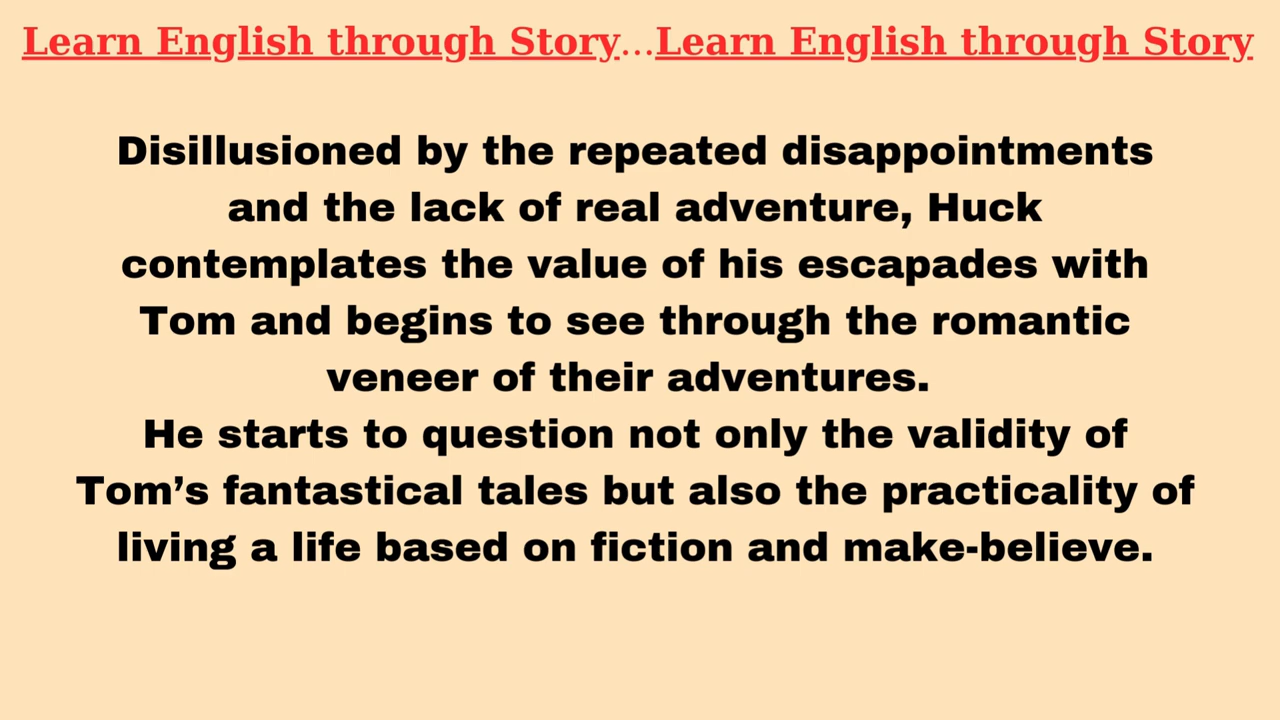 Learn English through Story...Learn English through Story
Disillusioned by the repeated disappointments
and the lack of real adventure, Huck
contemplates the value of his escapades with
Tom and begins to see through the romantic
veneer of their adventures.
He starts to question not only the validity of
Tom’s fantastical tales but also the practicality of
living a life based on fiction and make-believe.